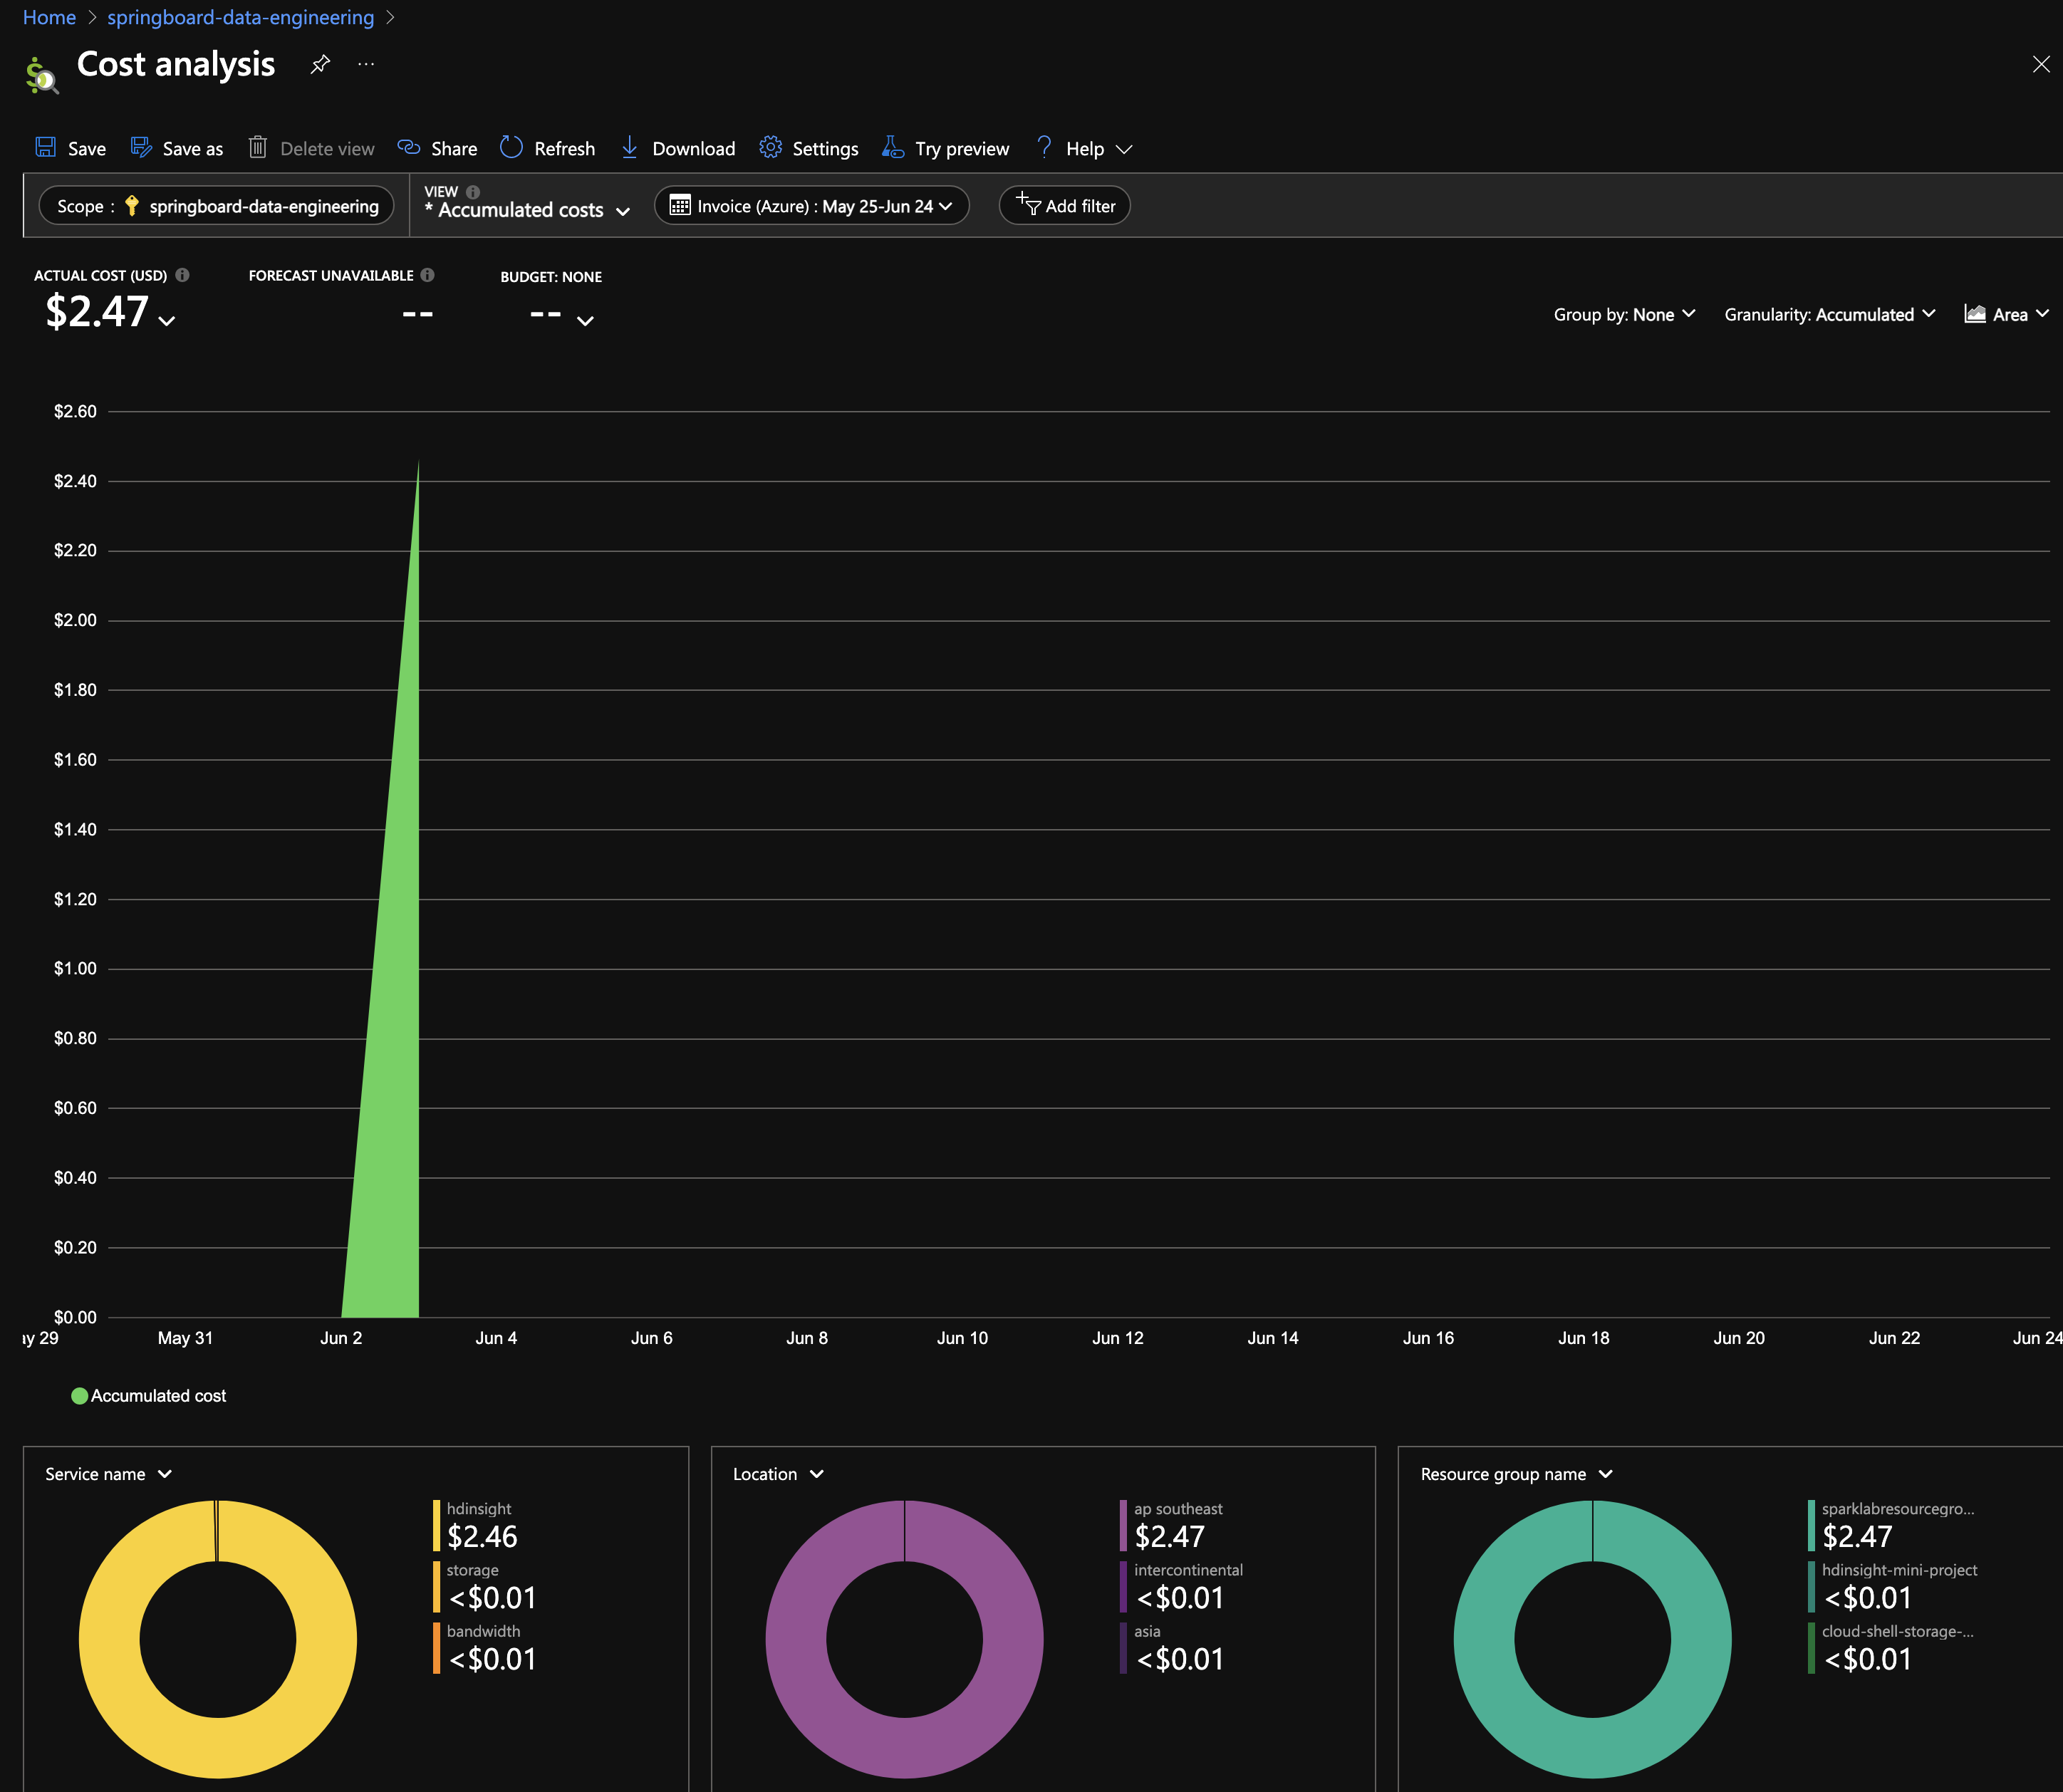 Home > springboard-data-engineering >
Cost analysis ...
Save Save as Delete view Share Refresh Download Settings Try preview ? Help
Scope : springboard-data-engineering
VIEW
* Accumulated costs
Invoice (Azure) : May 25-Jun 24
Add filter
ACTUAL COST (USD)
$2.47
FORECAST UNAVAILABLE
--
BUDGET: NONE
--
Group by: None
Granularity: Accumulated
Area
$2.60
$2.40
$2.20
$2.00
$1.80
$1.60
$1.40
$1.20
$1.00
$0.80
$0.60
$0.40
$0.20
$0.00
ay 29 May 31 Jun 2 Jun 4 Jun 6 Jun 8 Jun 10 Jun 12 Jun 14 Jun 16 Jun 18 Jun 20 Jun 22 Jun 24
Accumulated cost
Service name
hdinsight
$2.46
storage
<$0.01
bandwidth
<$0.01
Location
ap southeast
$2.47
intercontinental
<$0.01
asia
<$0.01
Resource group name
sparklabresourcegro...
$2.47
hdinsight-mini-project
<$0.01
cloud-shell-storage-...
<$0.01